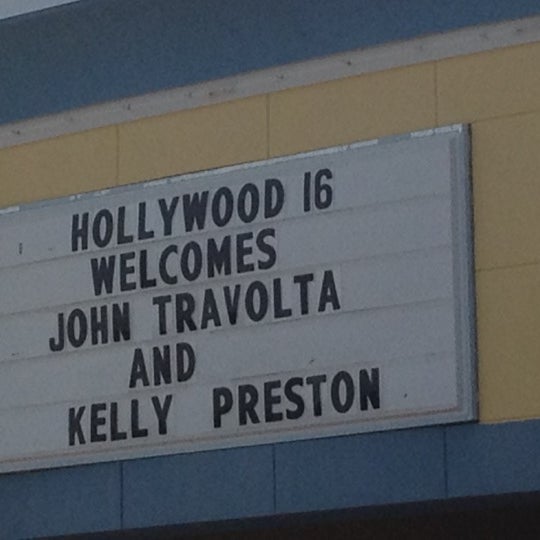 HOLLYWOOD 16
WELCOMES
JOHN TRAVOLTA
AND
KELLY PRESTON